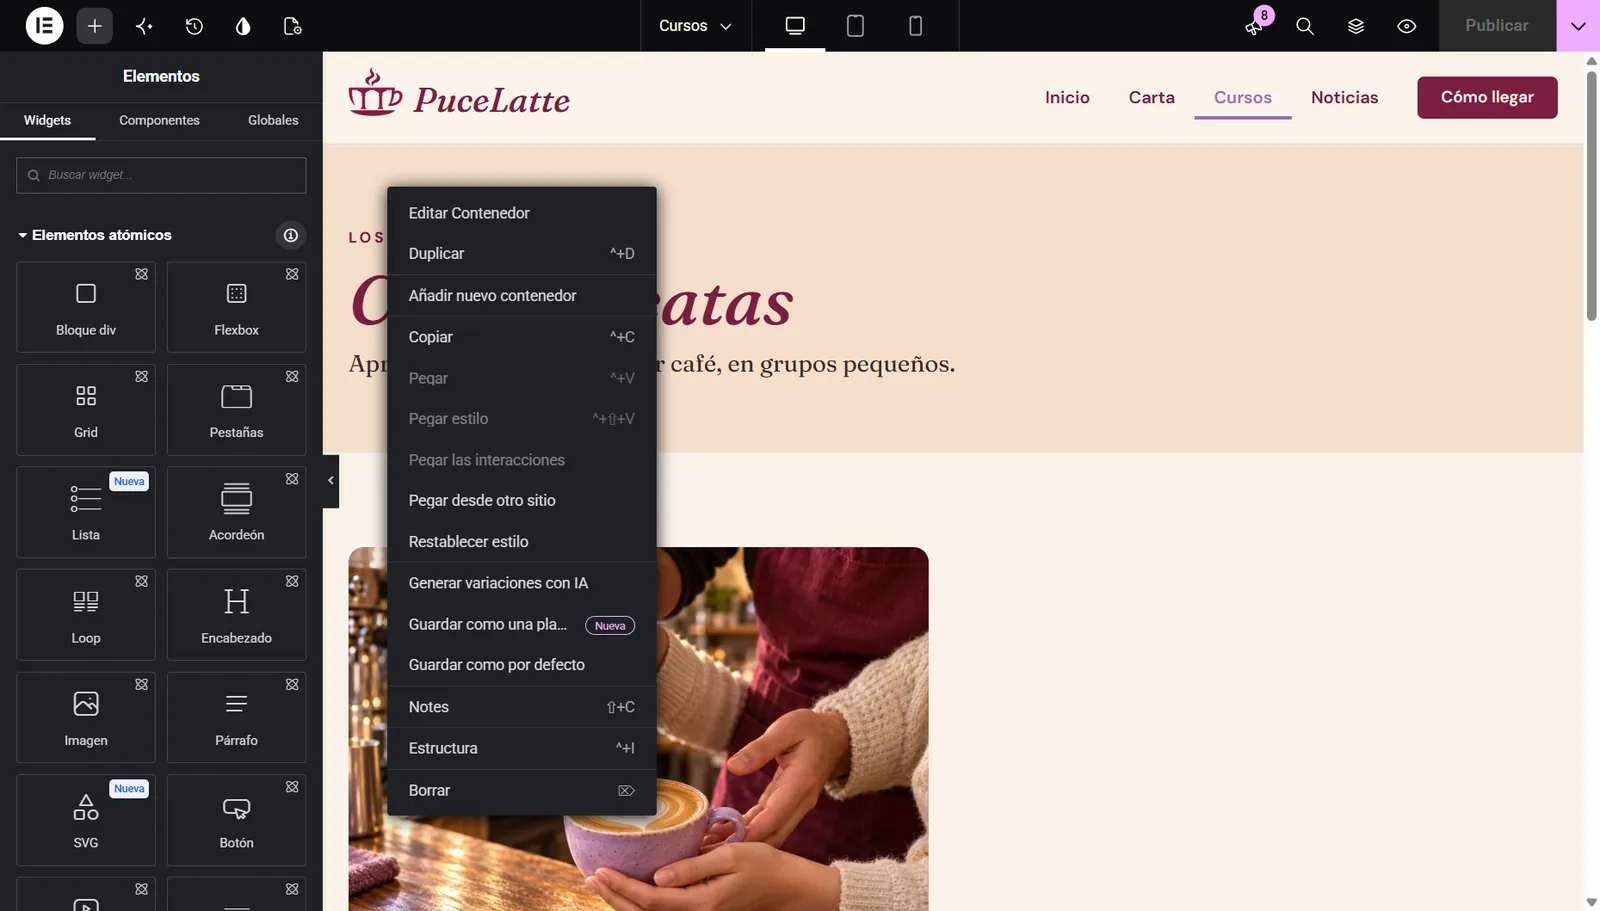 Cursos
8
Publicar
Elementos
Widgets
Componentes
Globales
Buscar widget...
Elementos atómicos
Bloque div
Flexbox
Grid
Pestañas
Nueva
Lista
Acordeón
Loop
Encabezado
Imagen
Párrafo
Nueva
SVG
Botón
PuceLatte
Inicio
Carta
Cursos
Noticias
Cómo llegar
LOS
C
catas
Apr
r café, en grupos pequeños.
Editar Contenedor
Duplicar ^+D
Añadir nuevo contenedor
Copiar ^+C
Pegar ^+V
Pegar estilo ^+⇧+V
Pegar las interacciones
Pegar desde otro sitio
Restablecer estilo
Generar variaciones con IA
Guardar como una pla... Nueva
Guardar como por defecto
Notes ⇧+C
Estructura ^+I
Borrar ⌦